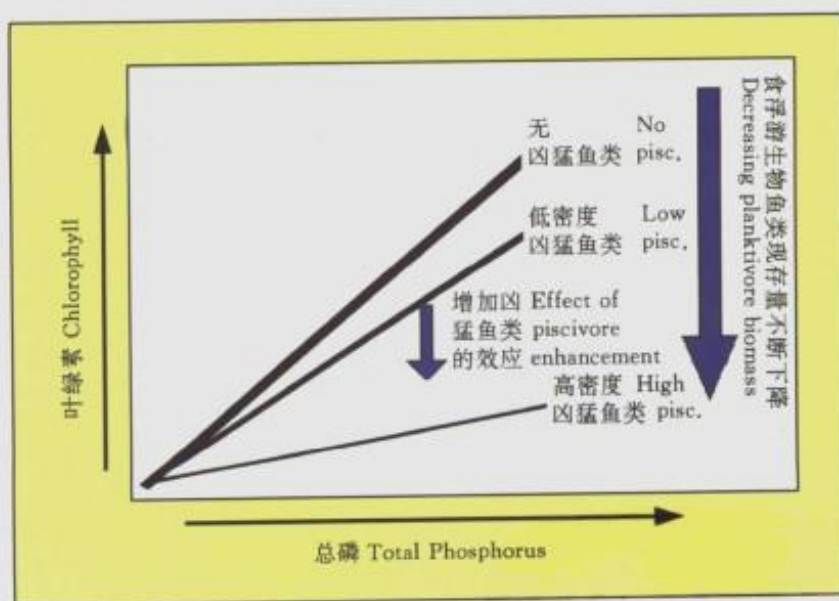 无 No
凶猛鱼类 pisc.
低密度 Low
凶猛鱼类 pisc.
增加凶 Effect of
猛鱼类 piscivore
的效应 enhancement
高密度 High
凶猛鱼类 pisc.
食浮游生物鱼类现存量不断下降
Decreasing planktivore biomass
叶绿素 Chlorophyll
总磷 Total Phosphorus